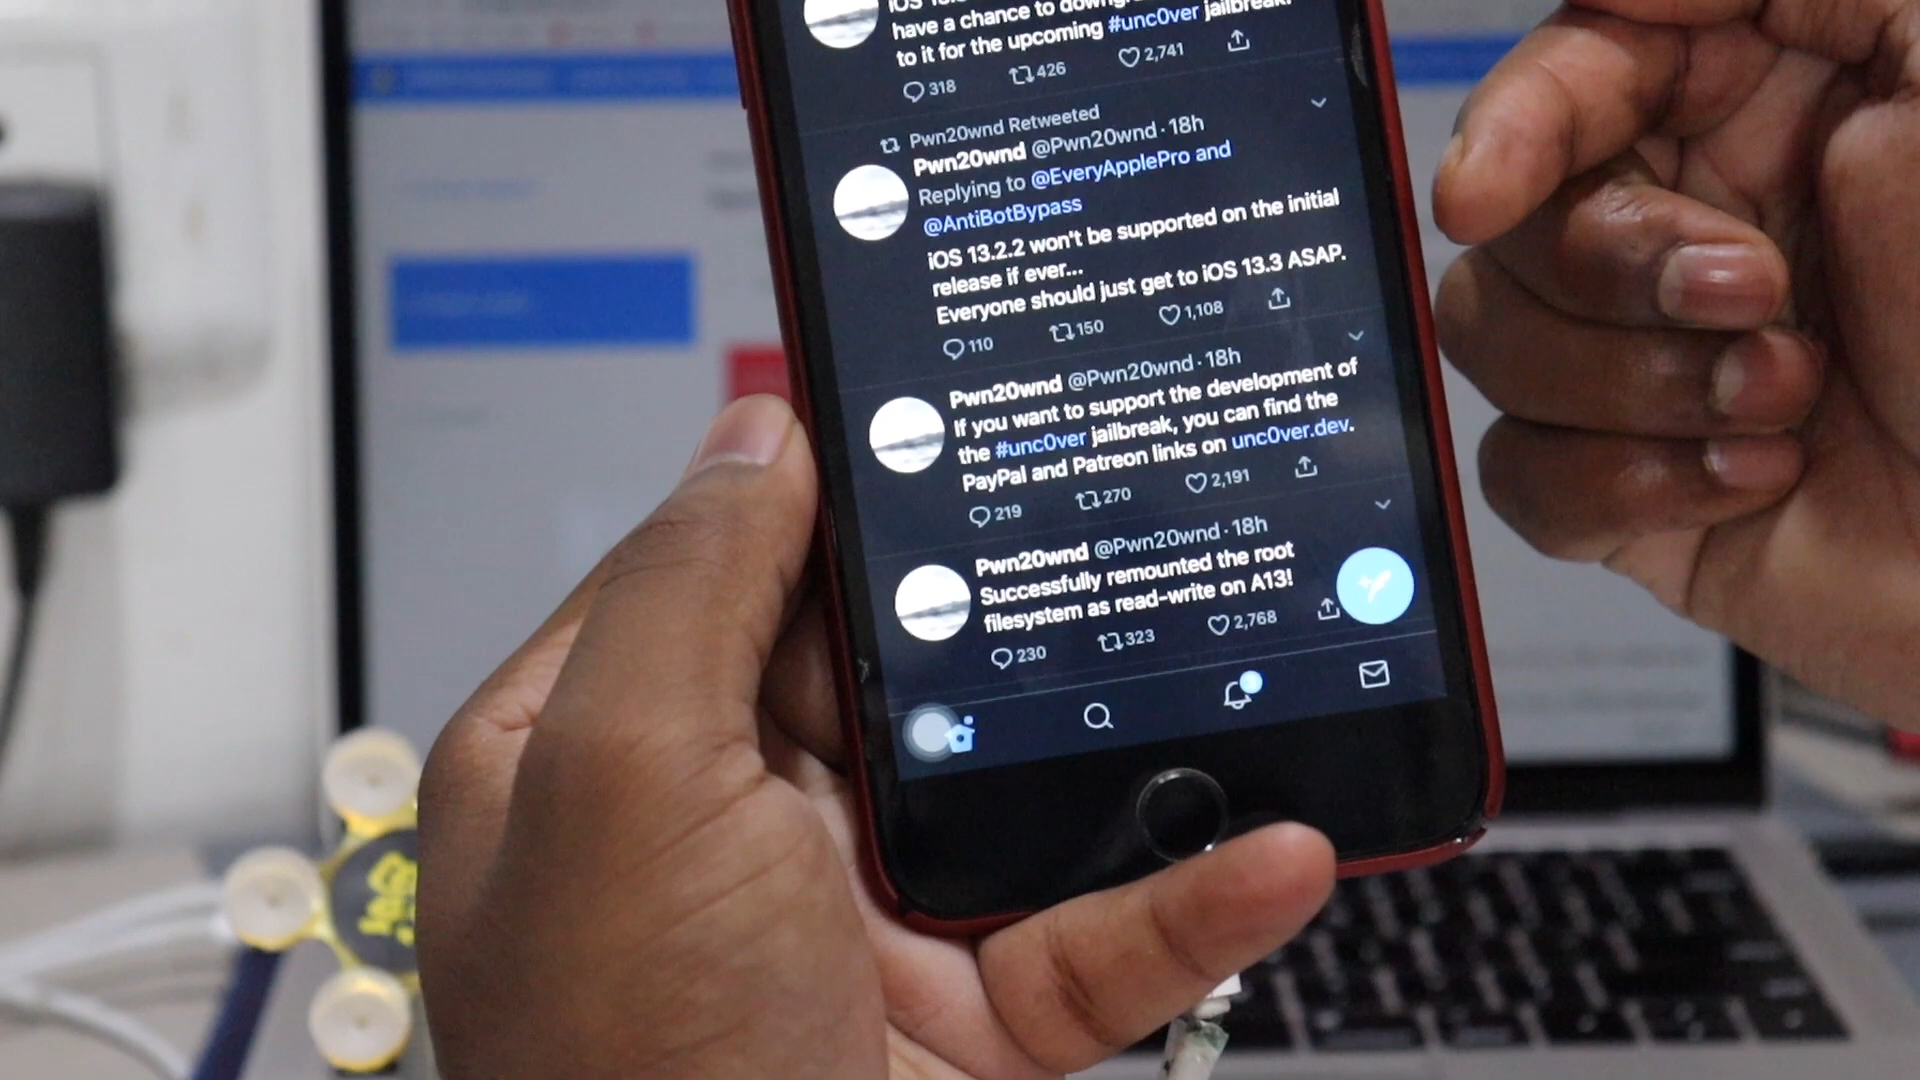 have a chance to
to it for the upcoming #unc0ver jailbreak.
318 426 2,741
Pwn20wnd Retweeted
Pwn20wnd @Pwn20wnd · 18h
Replying to @EveryApplePro and
@AntiBotBypass
iOS 13.2.2 won't be supported on the initial
release if ever...
Everyone should just get to iOS 13.3 ASAP.
110 150 1,108
Pwn20wnd @Pwn20wnd · 18h
If you want to support the development of
the #unc0ver jailbreak, you can find the
PayPal and Patreon links on unc0ver.dev.
219 270 2,191
Pwn20wnd @Pwn20wnd · 18h
Successfully remounted the root
filesystem as read-write on A13!
230 323 2,768